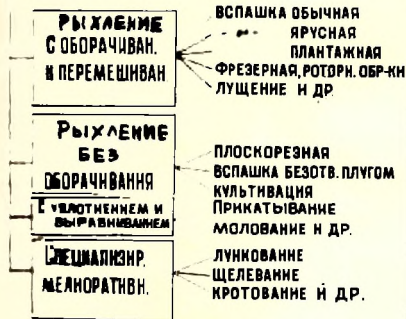 РЫХЛЕНИЕ
С ОБОРАЧИВАН.
И ПЕРЕМЕШИВАН
ВСПАШКА ОБЫЧНАЯ
ЯРУСНАЯ
ПЛАНТАЖНАЯ
ФРЕЗЕРНАЯ, РОТОРН. ОБР-КИ
ЛУЩЕНИЕ И ДР.
РЫХЛЕНИЕ
БЕЗ
ОБОРАЧИВАНИЯ
ПЛОСКОРЕЗНАЯ
ВСПАШКА БЕЗОТВ. ПЛУГОМ
КУЛЬТИВАЦИЯ
С УПЛОТНЕНИЕМ И
ВЫРАВНИВАНИЕМ
ПРИКАТЫВАНИЕ
МОЛОВАНИЕ И ДР.
СПЕЦИАЛИЗИР.
МЕЛИОРАТИВН.
ЛУНКОВАНИЕ
ЩЕЛЕВАНИЕ
КРОТОВАНИЕ И ДР.